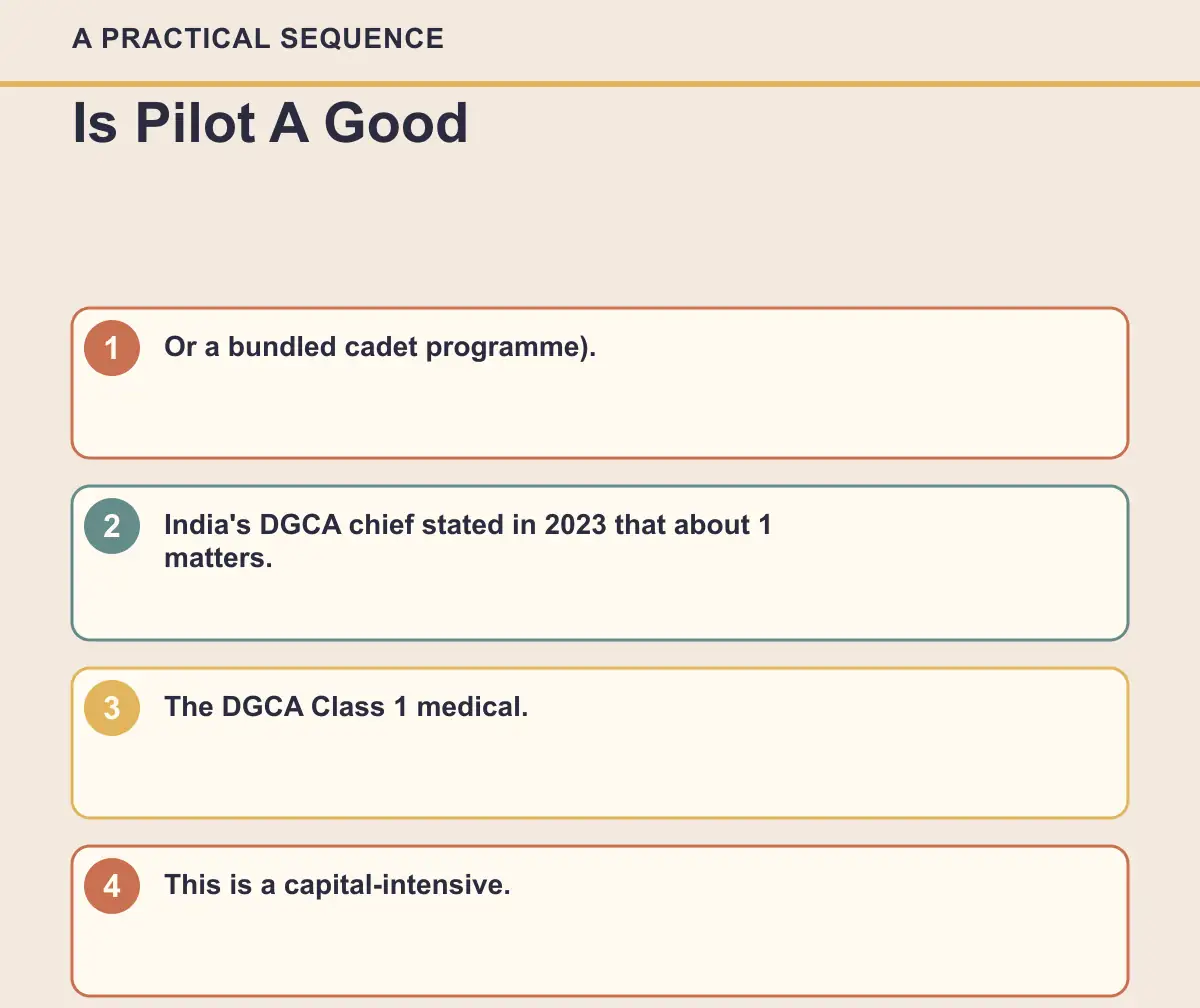 A PRACTICAL SEQUENCE
Is Pilot A Good
1
Or a bundled cadet programme).
2
India's DGCA chief stated in 2023 that about 1
matters.
3
The DGCA Class 1 medical.
4
This is a capital-intensive.